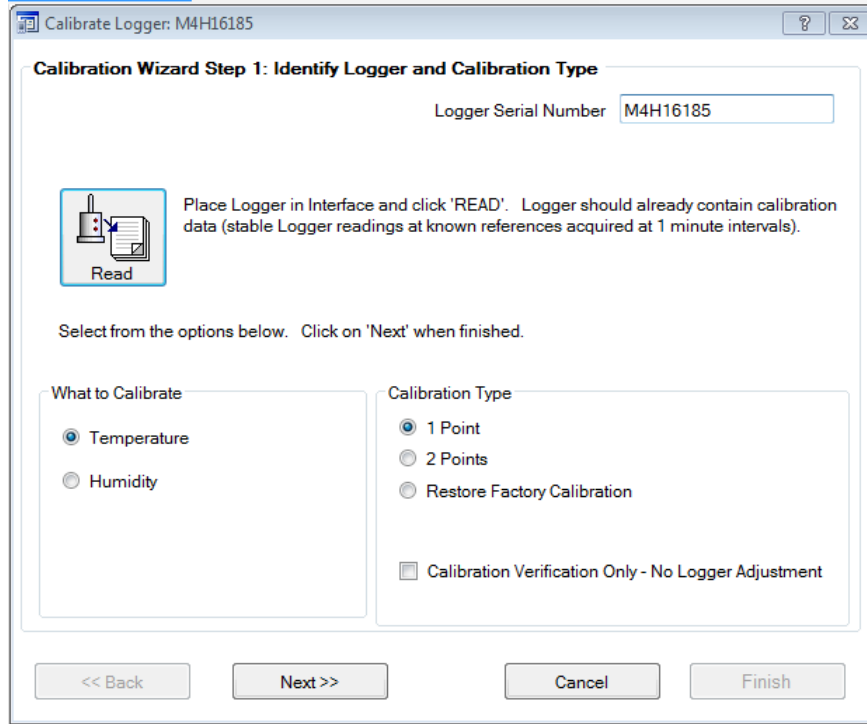 Calibrate Logger: M4H16185
Calibration Wizard Step 1: Identify Logger and Calibration Type
Logger Serial Number M4H16185
Place Logger in Interface and click 'READ'. Logger should already contain calibration
data (stable Logger readings at known references acquired at 1 minute intervals).
Read
Select from the options below. Click on 'Next' when finished.
What to Calibrate
Temperature
Humidity
Calibration Type
1 Point
2 Points
Restore Factory Calibration
Calibration Verification Only - No Logger Adjustment
<< Back
Next >>
Cancel
Finish